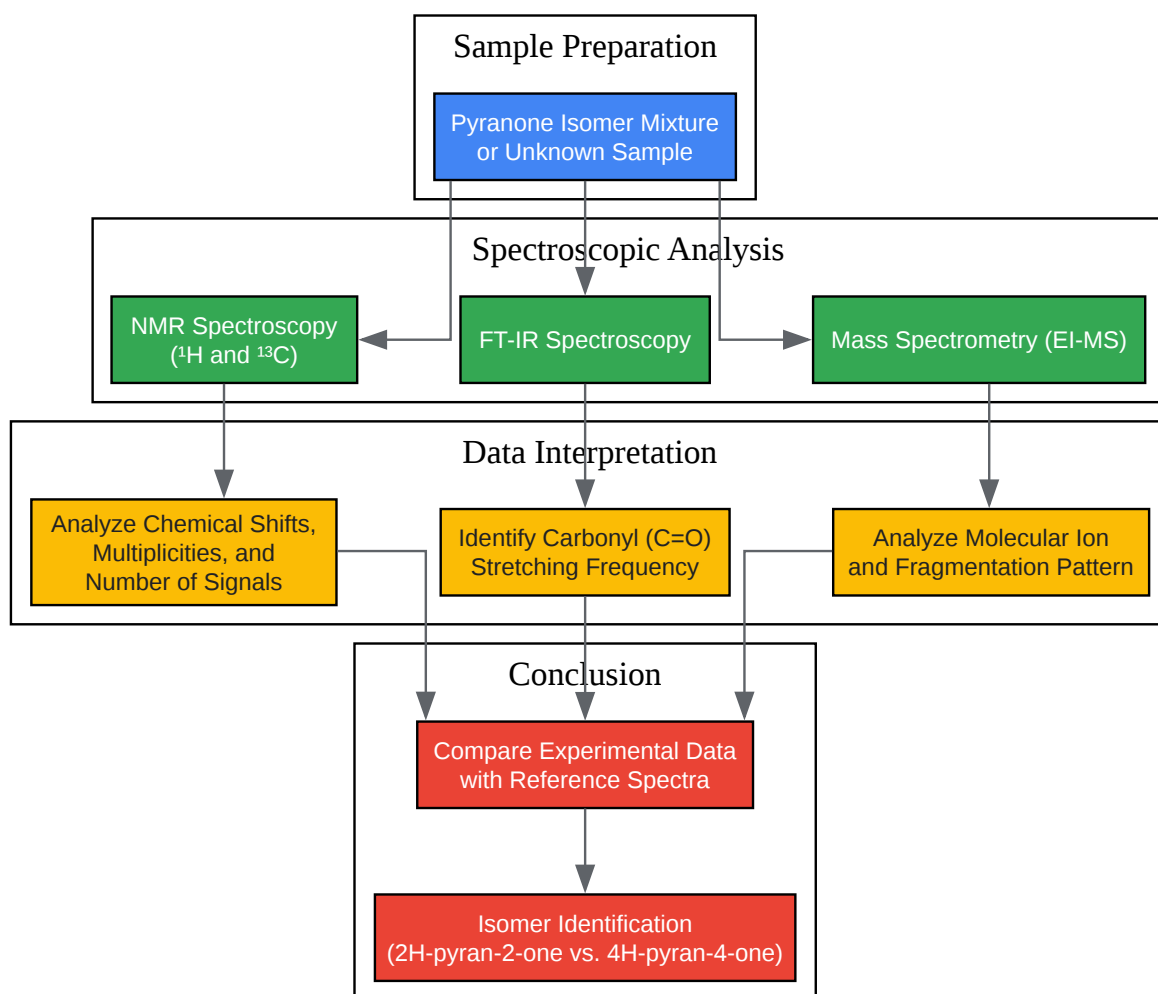 Sample Preparation
Pyranone Isomer Mixture
or Unknown Sample
Spectroscopic Analysis
NMR Spectroscopy
(¹H and ¹³C)
FT-IR Spectroscopy
Mass Spectrometry (EI-MS)
Data Interpretation
Analyze Chemical Shifts,
Multiplicities, and
Number of Signals
Identify Carbonyl (C=O)
Stretching Frequency
Analyze Molecular Ion
and Fragmentation Pattern
Conclusion
Compare Experimental Data
with Reference Spectra
Isomer Identification
(2H-pyran-2-one vs. 4H-pyran-4-one)